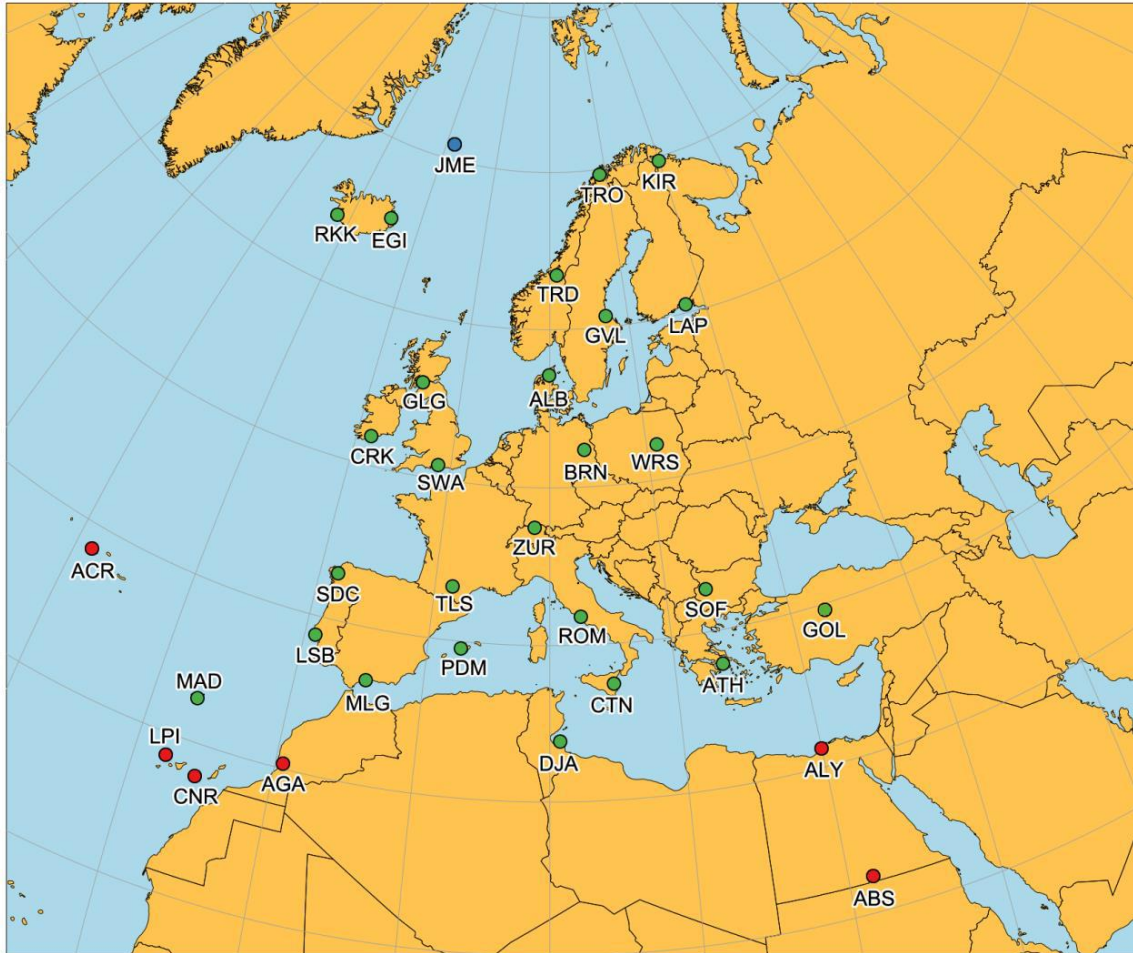 JME
TRO
KIR
RKK
EGI
TRD
GVL
LAP
GLG
ALB
CRK
SWA
BRN
WRS
ZUR
ACR
SDC
TLS
SOF
GOL
LSB
ROM
PDM
ATH
MAD
MLG
CTN
LPI
CNR
AGA
DJA
ALY
ABS